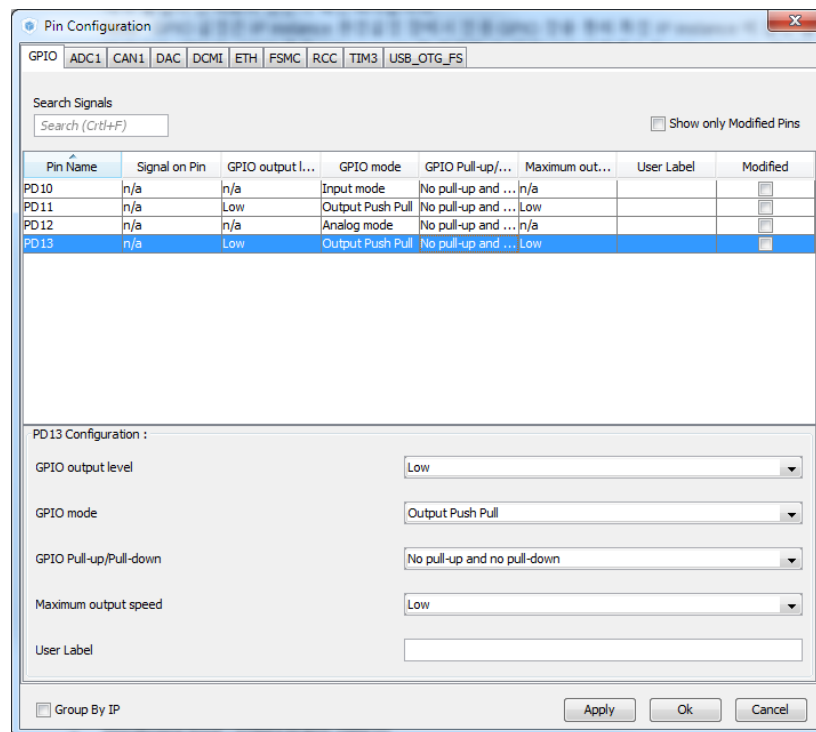 Pin Configuration
GPIO ADC1 CAN1 DAC DCMI ETH FSMC RCC TIM3 USB_OTG_FS
Search Signals
Search (Crtl+F)
Show only Modified Pins
Pin Name Signal on Pin GPIO output l... GPIO mode GPIO Pull-up/... Maximum out... User Label Modified
PD10 n/a n/a Input mode No pull-up and ... n/a
PD11 n/a Low Output Push Pull No pull-up and ... Low
PD12 n/a n/a Analog mode No pull-up and ... n/a
PD13 n/a Low Output Push Pull No pull-up and ... Low
PD13 Configuration :
GPIO output level Low
GPIO mode Output Push Pull
GPIO Pull-up/Pull-down No pull-up and no pull-down
Maximum output speed Low
User Label
Group By IP Apply Ok Cancel